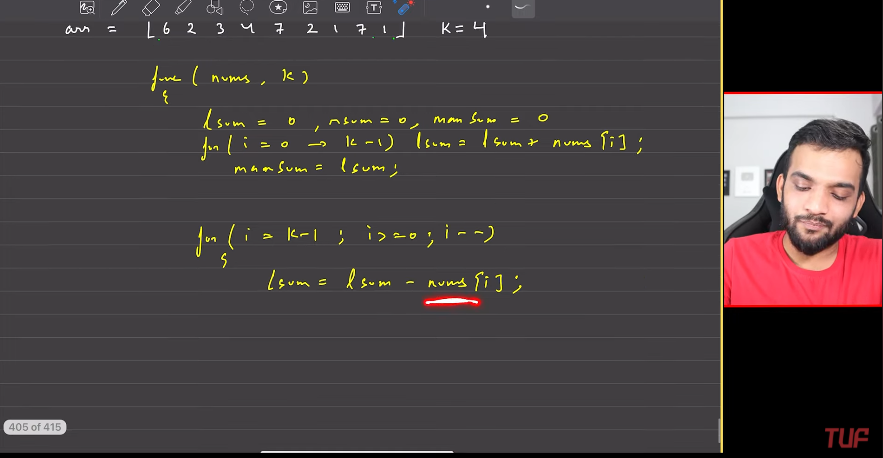 arr = [6 2 3 4 7 2 1 7 1] K=4
func (nums, k)
{
lsum = 0, rsum=0, maxSum = 0
for(i = 0 → k-1) lsum = lsum + nums[i];
maxSum = lsum;
for(i = k-1; i>=0; i--)
{
lsum = lsum - nums[i];
405 of 415
TUF